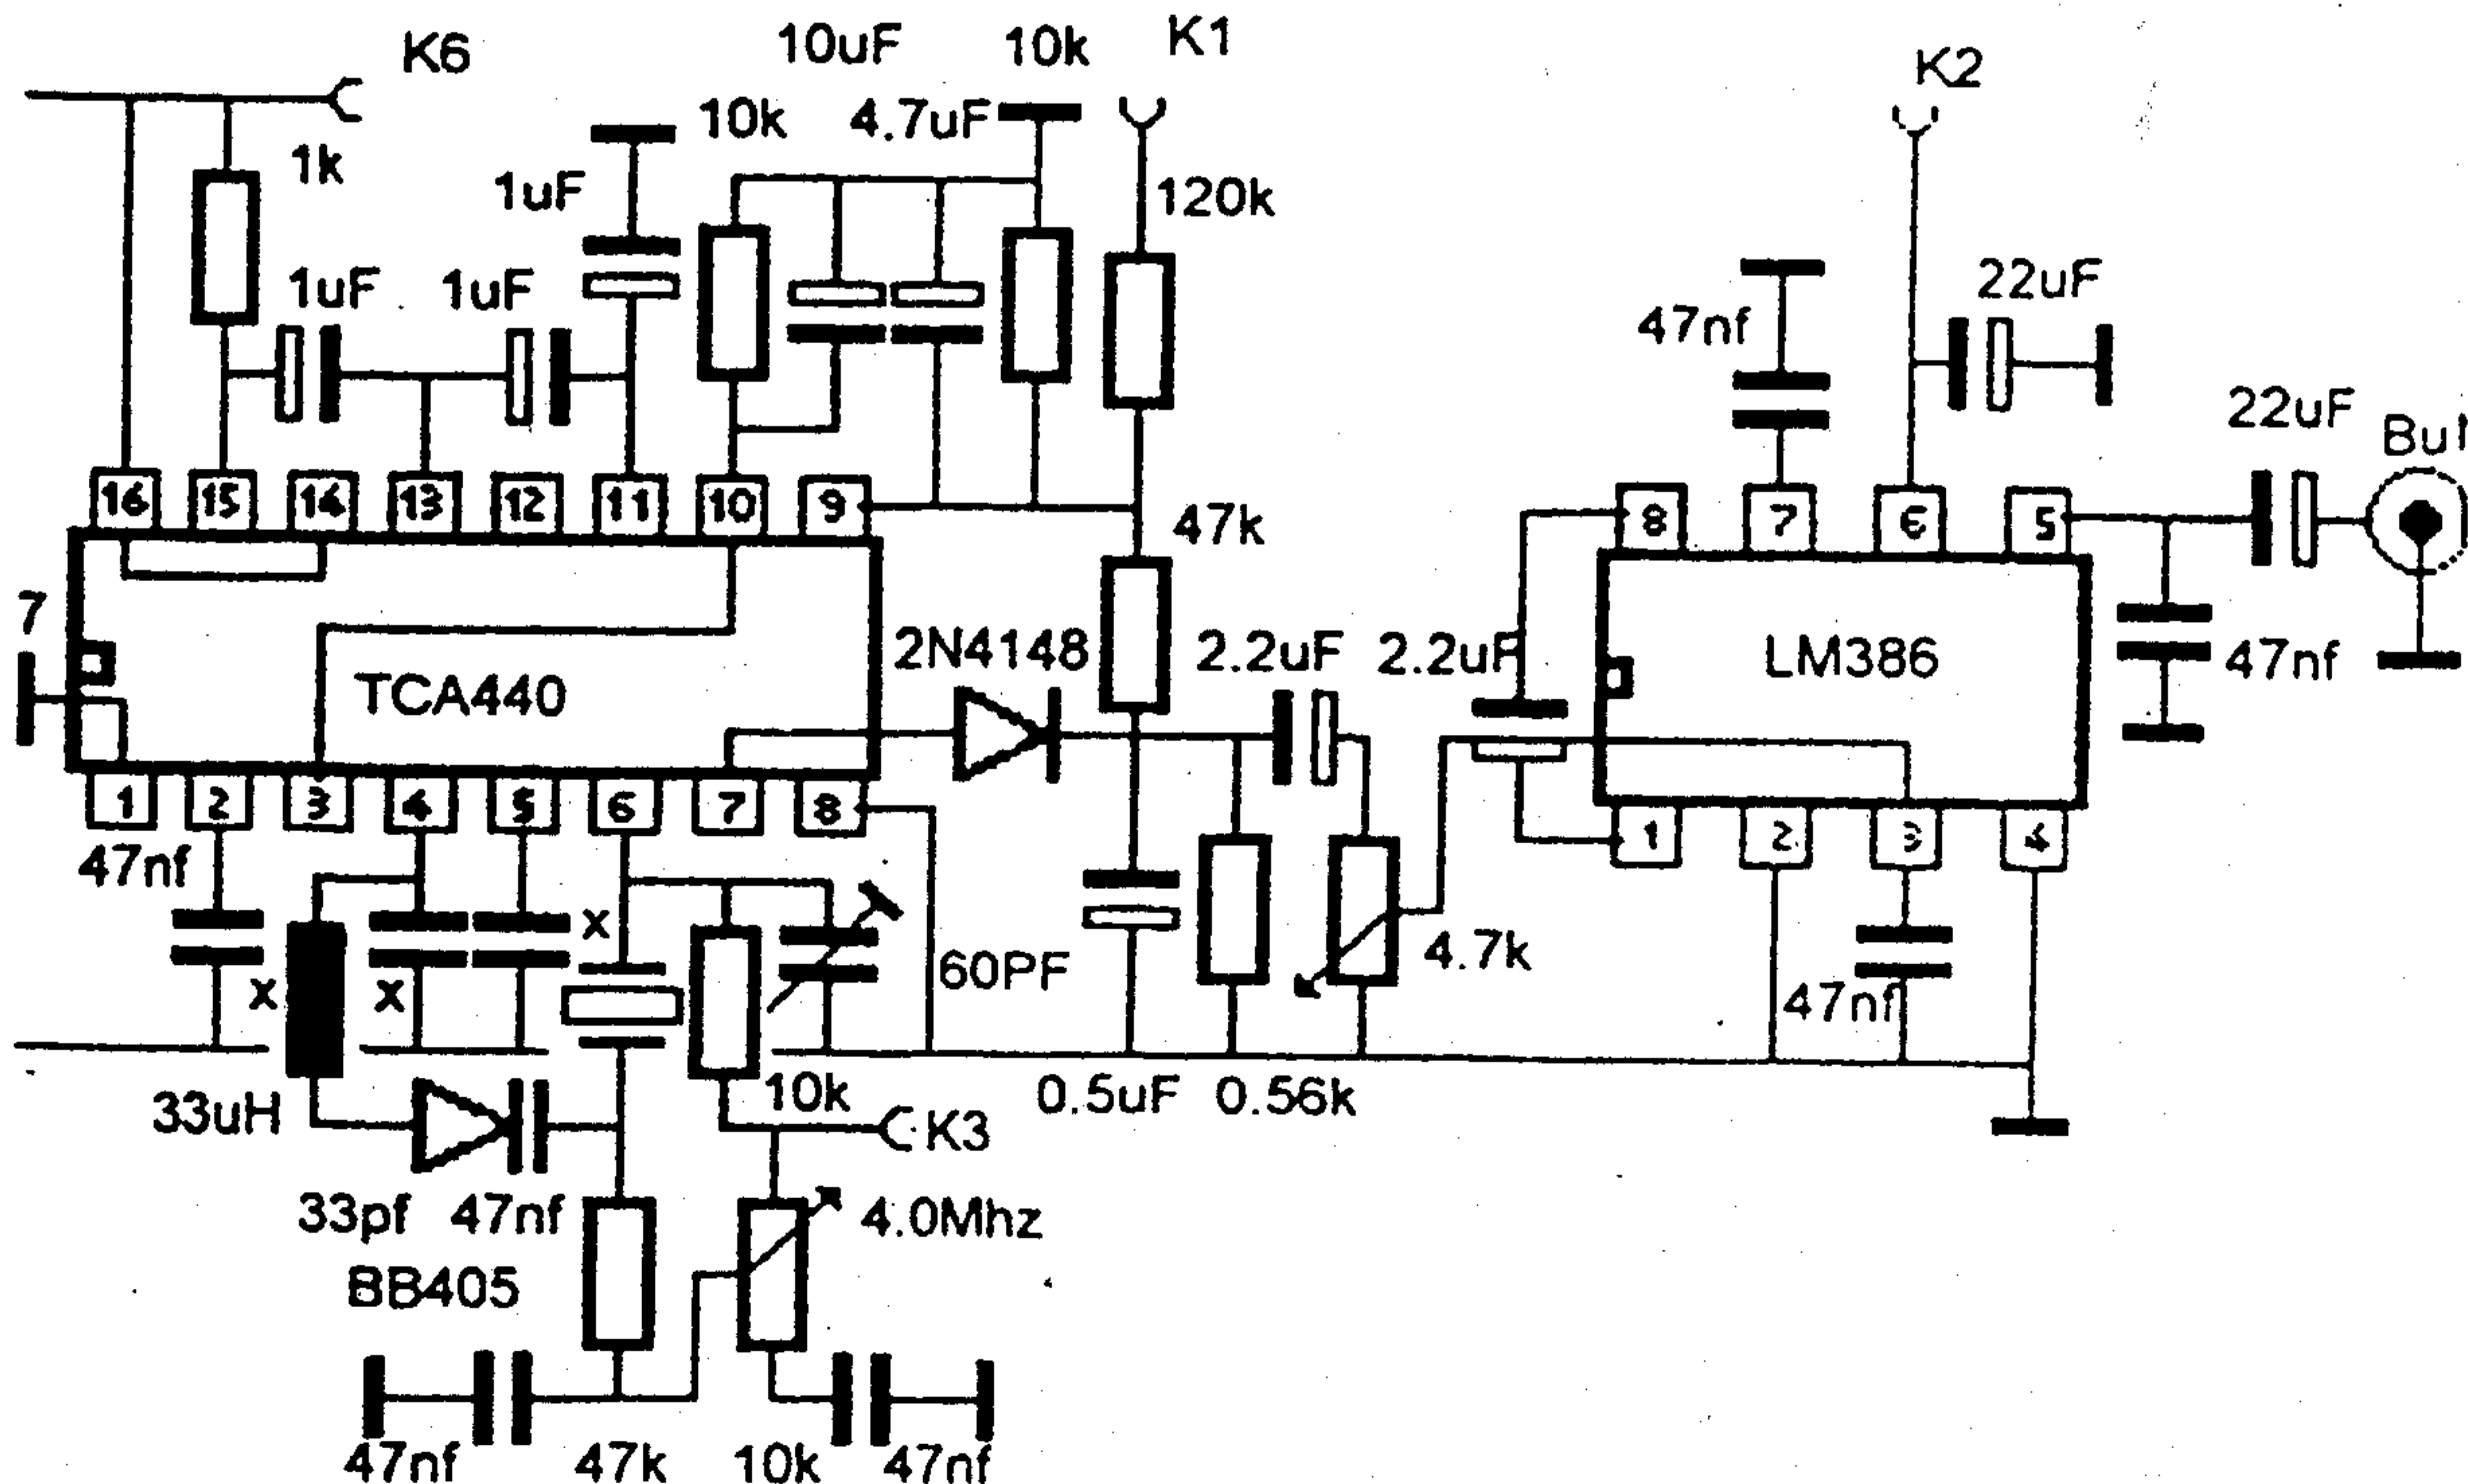 K6
10uF
10k
K1
K2
1k
10k
4.7uF
1uF
120k
1uF
1uF
47nf
22uF
22uF
16
15
14
13
12
11
10
9
47k
8
7
6
5
7
TCA440
2N4148
2.2uF
2.2uF
LM386
47nf
1
2
3
4
5
6
7
8
1
2
3
4
47nf
x
x
x
60PF
4.7k
47nf
33uH
10k
0.5uF
0.56k
K3
33pf
47nf
4.0Mhz
BB405
47nf
47k
10k
47nf